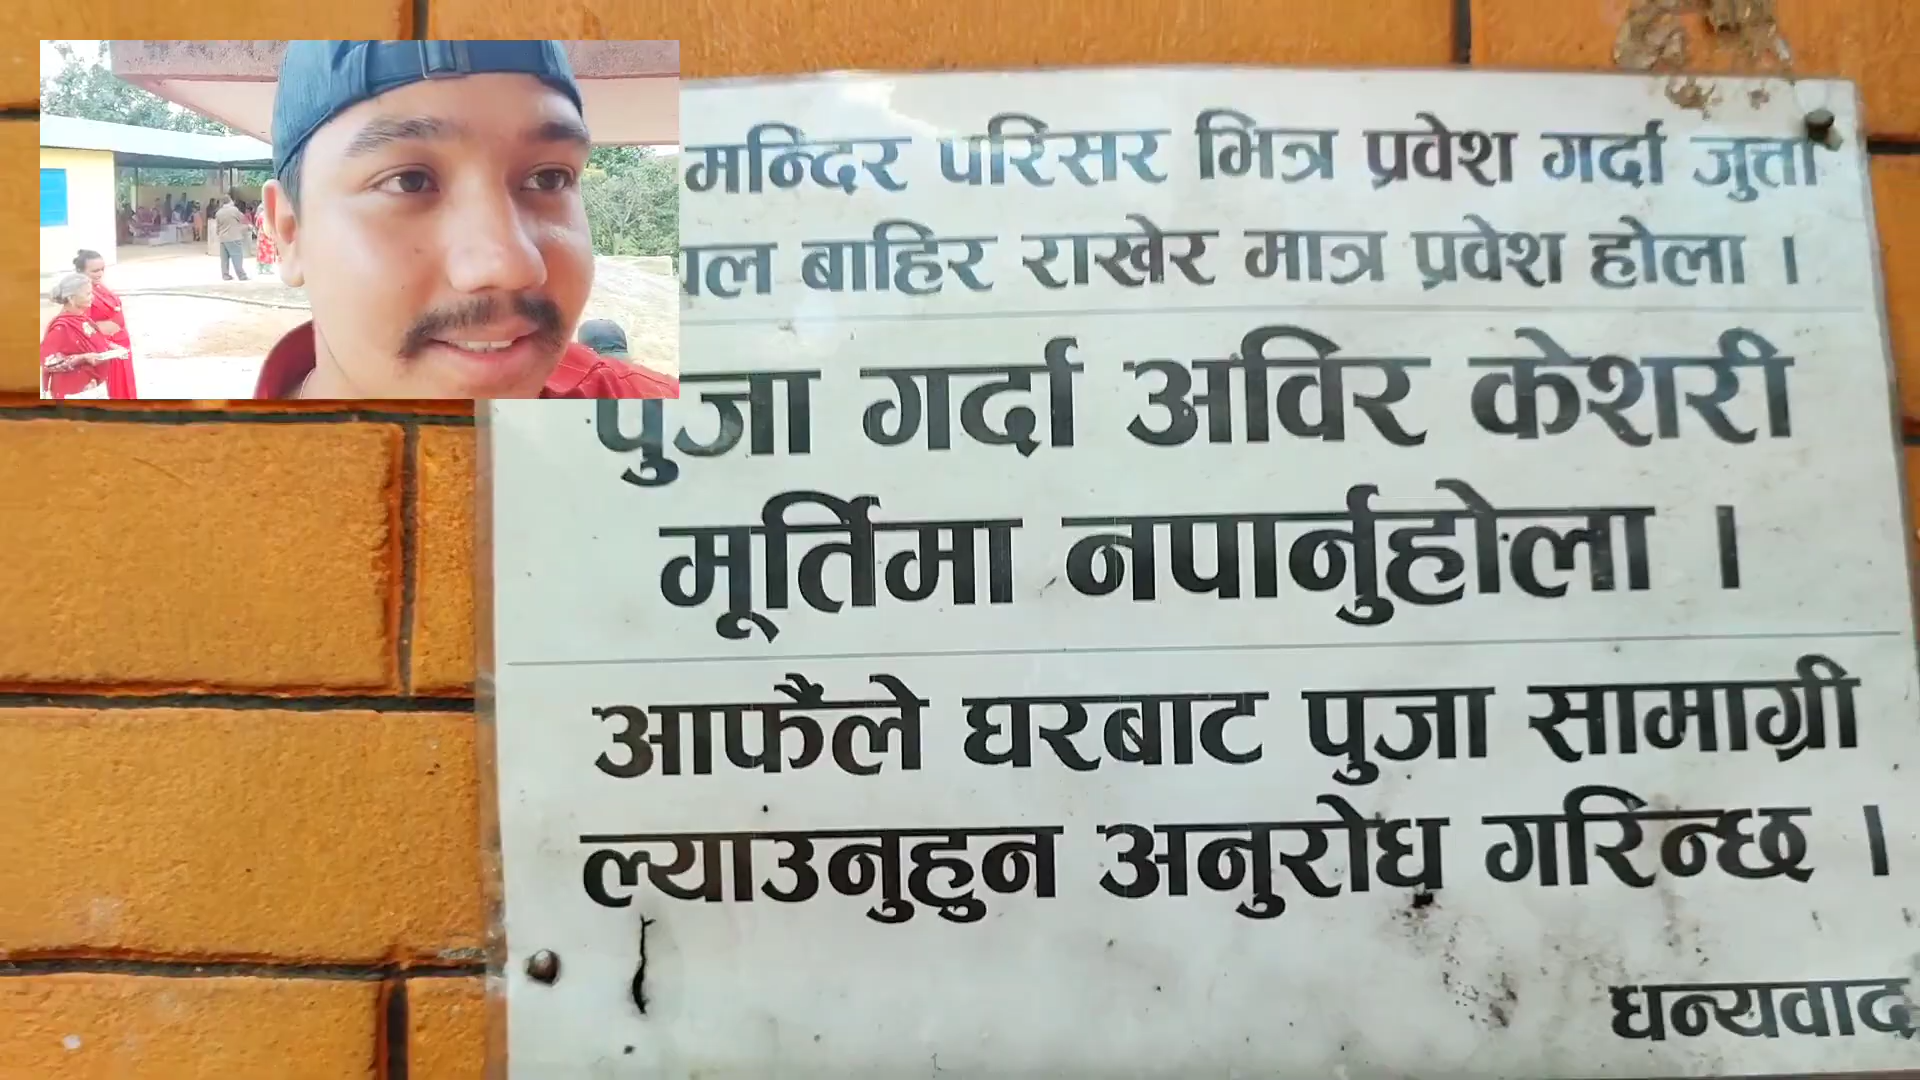 मन्दिर परिसर भित्र प्रवेश गर्दा जुत्ता
बाहिर राखेर मात्र प्रवेश होला ।
पुजा गर्दा अविर केशरी
मूर्तिमा नपार्नुहोला ।
आफैंले घरबाट पुजा सामाग्री
ल्याउनुहुन अनुरोध गरिन्छ ।
धन्यवाद